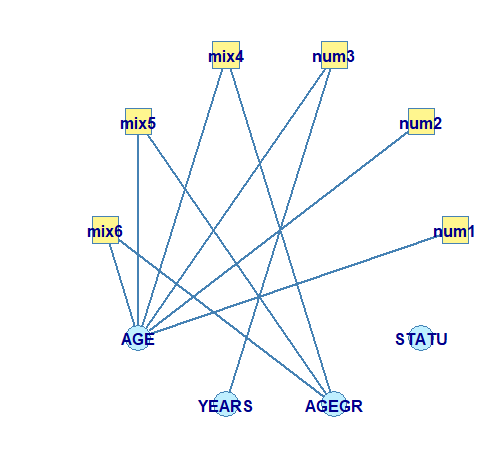 mix4 num3
mix5 num2
mix6 num1
AGE STATU
YEARS AGEGR